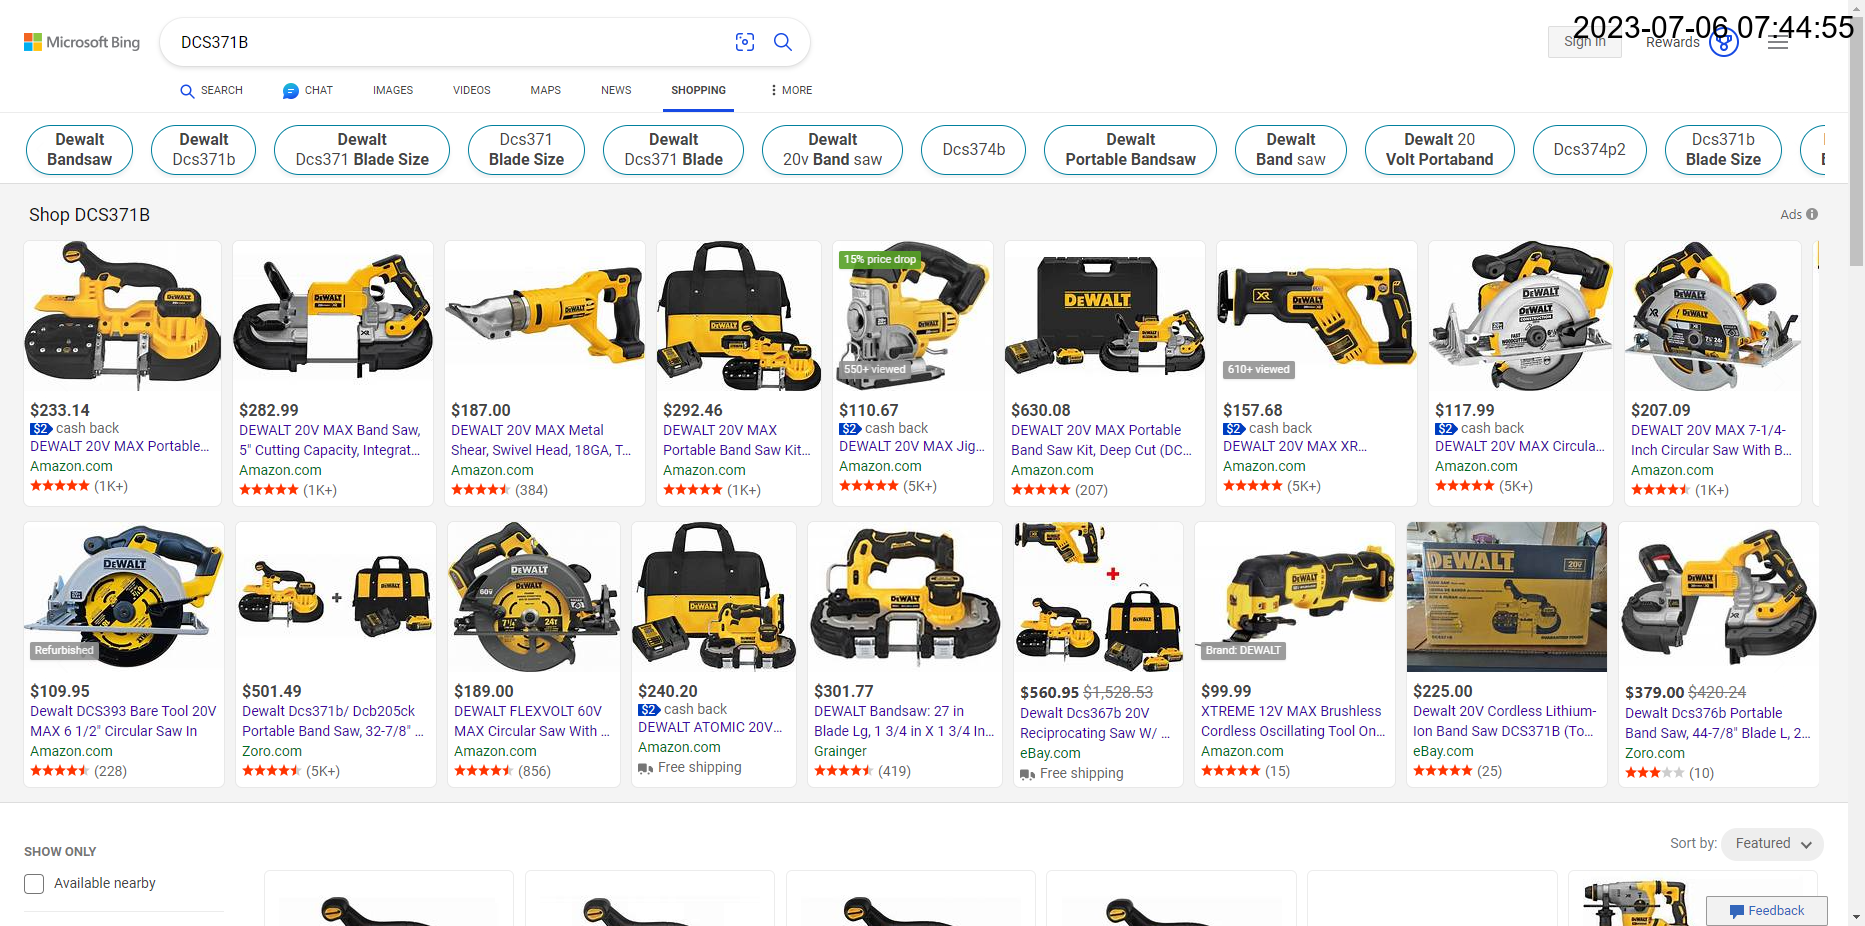 Microsoft Bing
DCS371B
Sign in
Rewards
2023-07-06 07:44:55
SEARCH
CHAT
IMAGES
VIDEOS
MAPS
NEWS
SHOPPING
MORE
Dewalt
Bandsaw
Dewalt
Dcs371b
Dewalt
Dcs371 Blade Size
Dcs371
Blade Size
Dewalt
Dcs371 Blade
Dewalt
20v Band saw
Dcs374b
Dewalt
Portable Bandsaw
Dewalt
Band saw
Dewalt 20
Volt Portaband
Dcs374p2
Dcs371b
Blade Size
Shop DCS371B
Ads
$233.14
$2 cash back
DEWALT 20V MAX Portable...
Amazon.com
(1K+)
$282.99
DEWALT 20V MAX Band Saw,
5" Cutting Capacity, Integrat...
Amazon.com
(1K+)
$187.00
DEWALT 20V MAX Metal
Shear, Swivel Head, 18GA, T...
Amazon.com
(384)
$292.46
DEWALT 20V MAX
Portable Band Saw Kit...
Amazon.com
(1K+)
15% price drop
550+ viewed
$110.67
$2 cash back
DEWALT 20V MAX Jig...
Amazon.com
(5K+)
DEWALT
$630.08
DEWALT 20V MAX Portable
Band Saw Kit, Deep Cut (DC...
Amazon.com
(207)
610+ viewed
$157.68
$2 cash back
DEWALT 20V MAX XR...
Amazon.com
(5K+)
$117.99
$2 cash back
DEWALT 20V MAX Circula...
Amazon.com
(5K+)
$207.09
DEWALT 20V MAX 7-1/4-
Inch Circular Saw With B...
Amazon.com
(1K+)
Refurbished
$109.95
Dewalt DCS393 Bare Tool 20V
MAX 6 1/2" Circular Saw In
Amazon.com
(228)
$501.49
Dewalt Dcs371b/ Dcb205ck
Portable Band Saw, 32-7/8" ...
Zoro.com
(5K+)
$189.00
DEWALT FLEXVOLT 60V
MAX Circular Saw With ...
Amazon.com
(856)
$240.20
$2 cash back
DEWALT ATOMIC 20V...
Amazon.com
Free shipping
$301.77
DEWALT Bandsaw: 27 in
Blade Lg, 1 3/4 in X 1 3/4 In...
Grainger
(419)
$560.95 $1,528.53
Dewalt Dcs367b 20V
Reciprocating Saw W/ ...
eBay.com
Free shipping
Brand: DEWALT
$99.99
XTREME 12V MAX Brushless
Cordless Oscillating Tool On...
Amazon.com
(15)
DEWALT
20V
$225.00
Dewalt 20V Cordless Lithium-
Ion Band Saw DCS371B (To...
eBay.com
(25)
$379.00 $420.24
Dewalt Dcs376b Portable
Band Saw, 44-7/8" Blade L, 2...
Zoro.com
(10)
SHOW ONLY
Available nearby
Sort by: Featured
Feedback